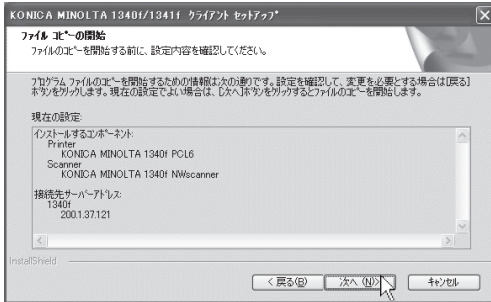 KONICA MINOLTA 1340f/1341f クライアント セットアップ
ファイル コピーの開始
ファイルのコピーを開始する前に、設定内容を確認してください。
プログラム ファイルのコピーを開始するための情報は次の通りです。設定を確認して、変更を必要とする場合は[戻る]
ボタンをクリックします。現在の設定でよい場合は、[次へ]ボタンをクリックするとファイルのコピーを開始します。
現在の設定:
インストールするコンポーネント:
Printer
KONICA MINOLTA 1340f PCL6
Scanner
KONICA MINOLTA 1340f NWscanner
接続先サーバーアドレス:
1340f
200.1.37.121
InstallShield
< 戻る(B)
次へ (N)>
キャンセル